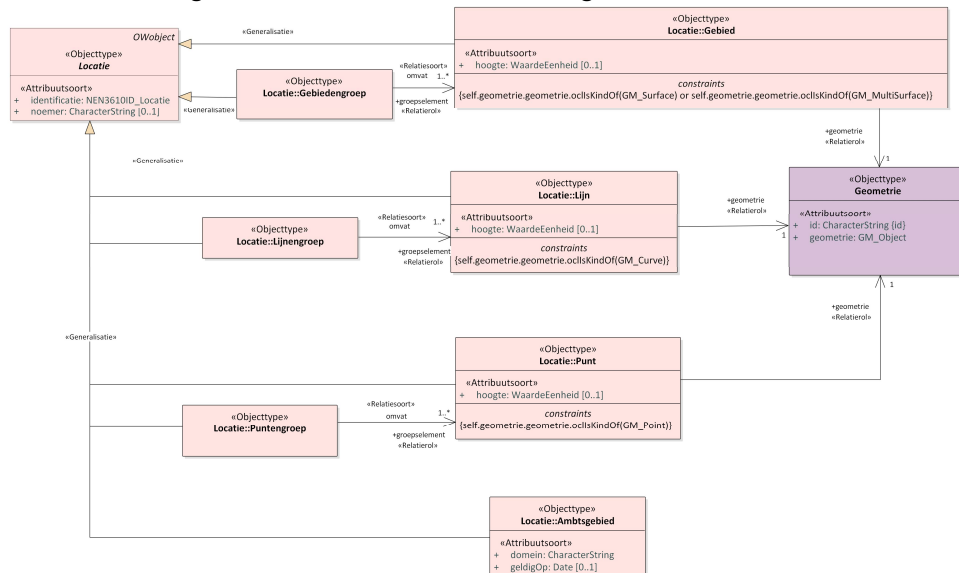 OWobject
«Objecttype»
Locatie
«Attribuutsoort»
+ identificatie: NEN3610ID_Locatie
+ noemer: CharacterString [0..1]
«Generalisatie»
«Objecttype»
Locatie::Gebied
«Attribuutsoort»
+ hoogte: WaardeEenheid [0..1]
constraints
{self.geometrie.geometrie.oclIsKindOf(GM_Surface) or self.geometrie.geometrie.oclIsKindOf(GM_MultiSurface)}
«Objecttype»
Locatie::Gebiedengroep
«Generalisatie»
«Relatiesoort»
omvat
1..*
+groepselement
«Relatierol»
+geometrie
«Relatierol»
1
«Generalisatie»
«Objecttype»
Locatie::Lijn
«Attribuutsoort»
+ hoogte: WaardeEenheid [0..1]
constraints
{self.geometrie.geometrie.oclIsKindOf(GM_Curve)}
«Objecttype»
Geometrie
«Attribuutsoort»
+ id: CharacterString {id}
+ geometrie: GM_Object
+geometrie
«Relatierol»
1
«Objecttype»
Locatie::Lijnengroep
«Relatiesoort»
omvat
1..*
+groepselement
«Relatierol»
1
+geometrie
«Relatierol»
«Generalisatie»
«Objecttype»
Locatie::Punt
«Attribuutsoort»
+ hoogte: WaardeEenheid [0..1]
constraints
{self.geometrie.geometrie.oclIsKindOf(GM_Point)}
«Objecttype»
Locatie::Puntengroep
«Relatiesoort»
omvat
1..*
+groepselement
«Relatierol»
«Objecttype»
Locatie::Ambtsgebied
«Attribuutsoort»
+ domein: CharacterString
+ geldigOp: Date [0..1]